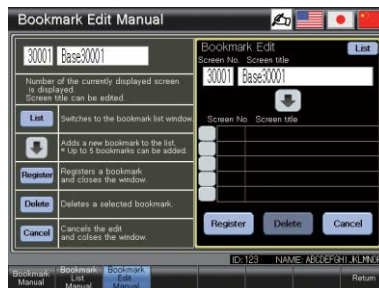 Bookmark Edit Manual
30001 Base30001
Number of the currently displayed screen
is displayed.
Screen title can be edited.
List Switches to the bookmark list window.
Adds a new bookmark to the list.
* Up to 5 bookmarks can be added.
Register Registers a bookmark
and closes the window.
Delete Deletes a selected bookmark.
Cancel Cancels the edit
and colses the window.
Bookmark Edit List
Screen No. Screen title
30001 Base30001
Screen No. Screen title
Register Delete Cancel
ID:123 NAME: ABCDEFGHIJKLMNO
Bookmark
Manual
Bookmark
List
Manual
Bookmark
Edit
Manual
Return